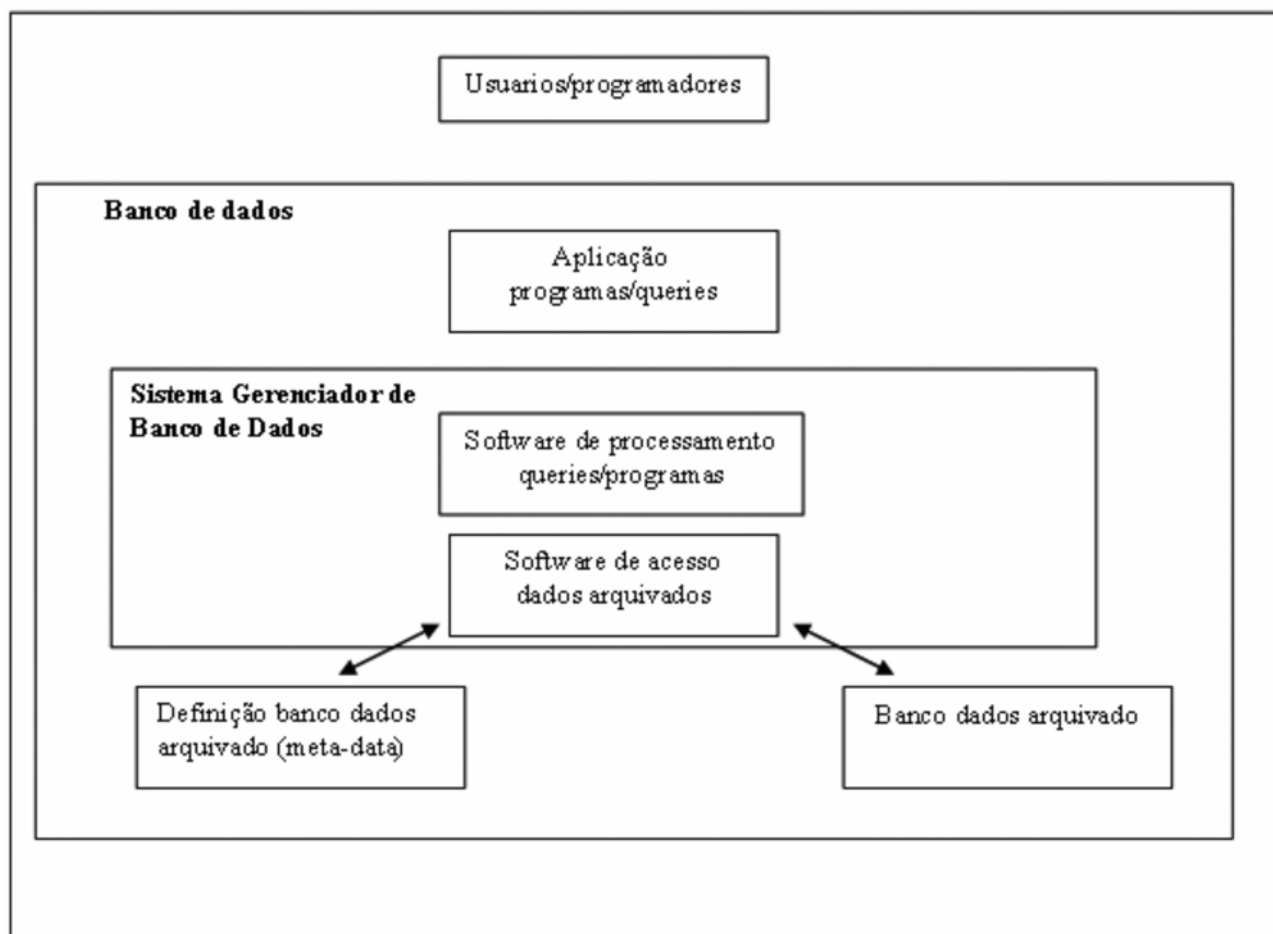 Usuarios/programadores
Banco de dados
Aplicação
programas/queries
Sistema Gerenciador de
Banco de Dados
Software de processamento
queries/programas
Software de acesso
dados arquivados
Definição banco dados
arquivado (meta-data)
Banco dados arquivado